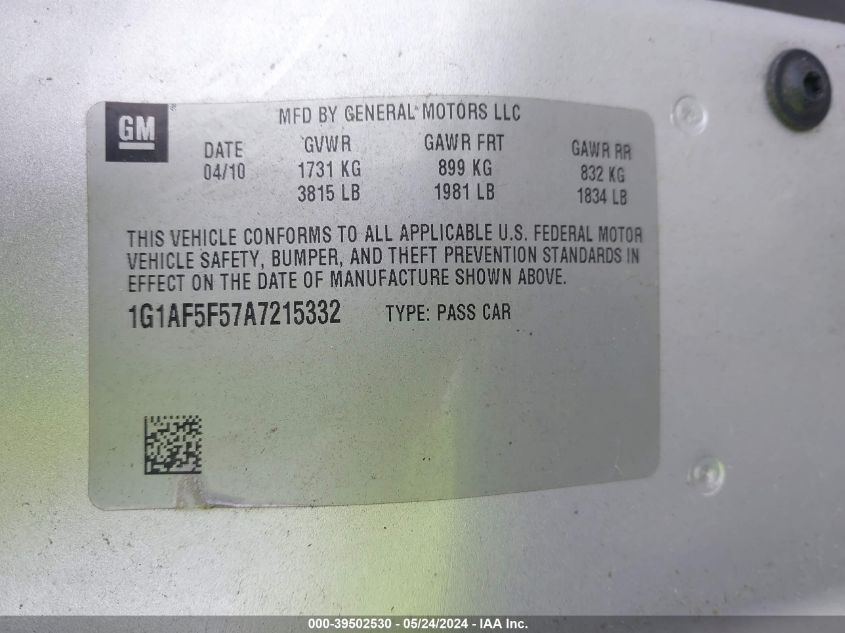 GM ®
MFD BY GENERAL MOTORS LLC
DATE GVWR GAWR FRT GAWR RR
04/10 1731 KG 899 KG 832 KG
3815 LB 1981 LB 1834 LB
THIS VEHICLE CONFORMS TO ALL APPLICABLE U.S. FEDERAL MOTOR
VEHICLE SAFETY, BUMPER, AND THEFT PREVENTION STANDARDS IN
EFFECT ON THE DATE OF MANUFACTURE SHOWN ABOVE.
1G1AF5F57A7215332 TYPE: PASS CAR
000-39502530 - 05/24/2024 - IAA Inc.